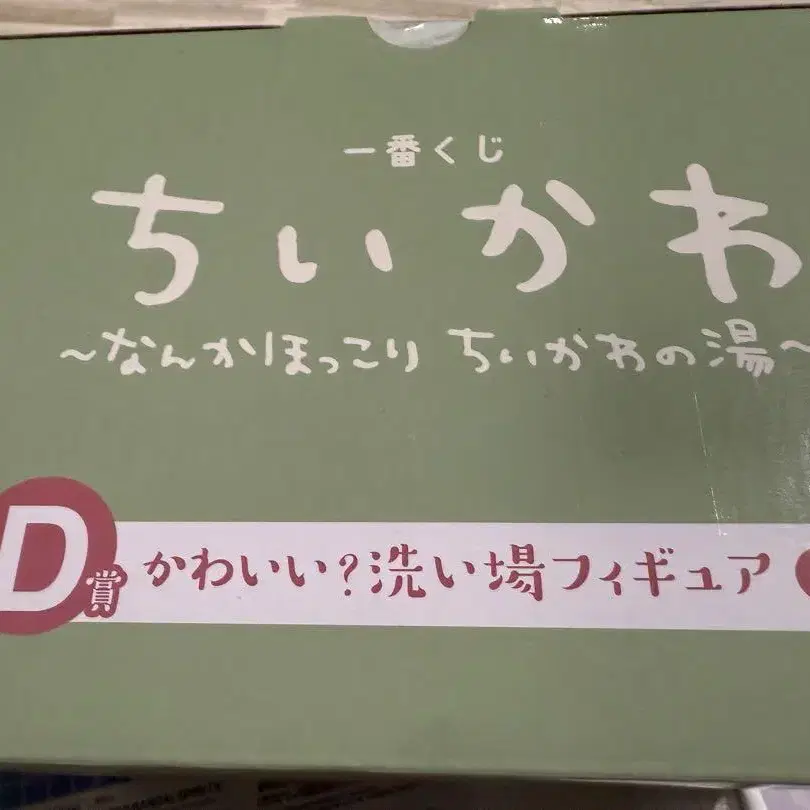 一番くじ
ちいかわ
~なんかほっこり ちいかわの湯~
D賞 かわいい?洗い場フィギュア